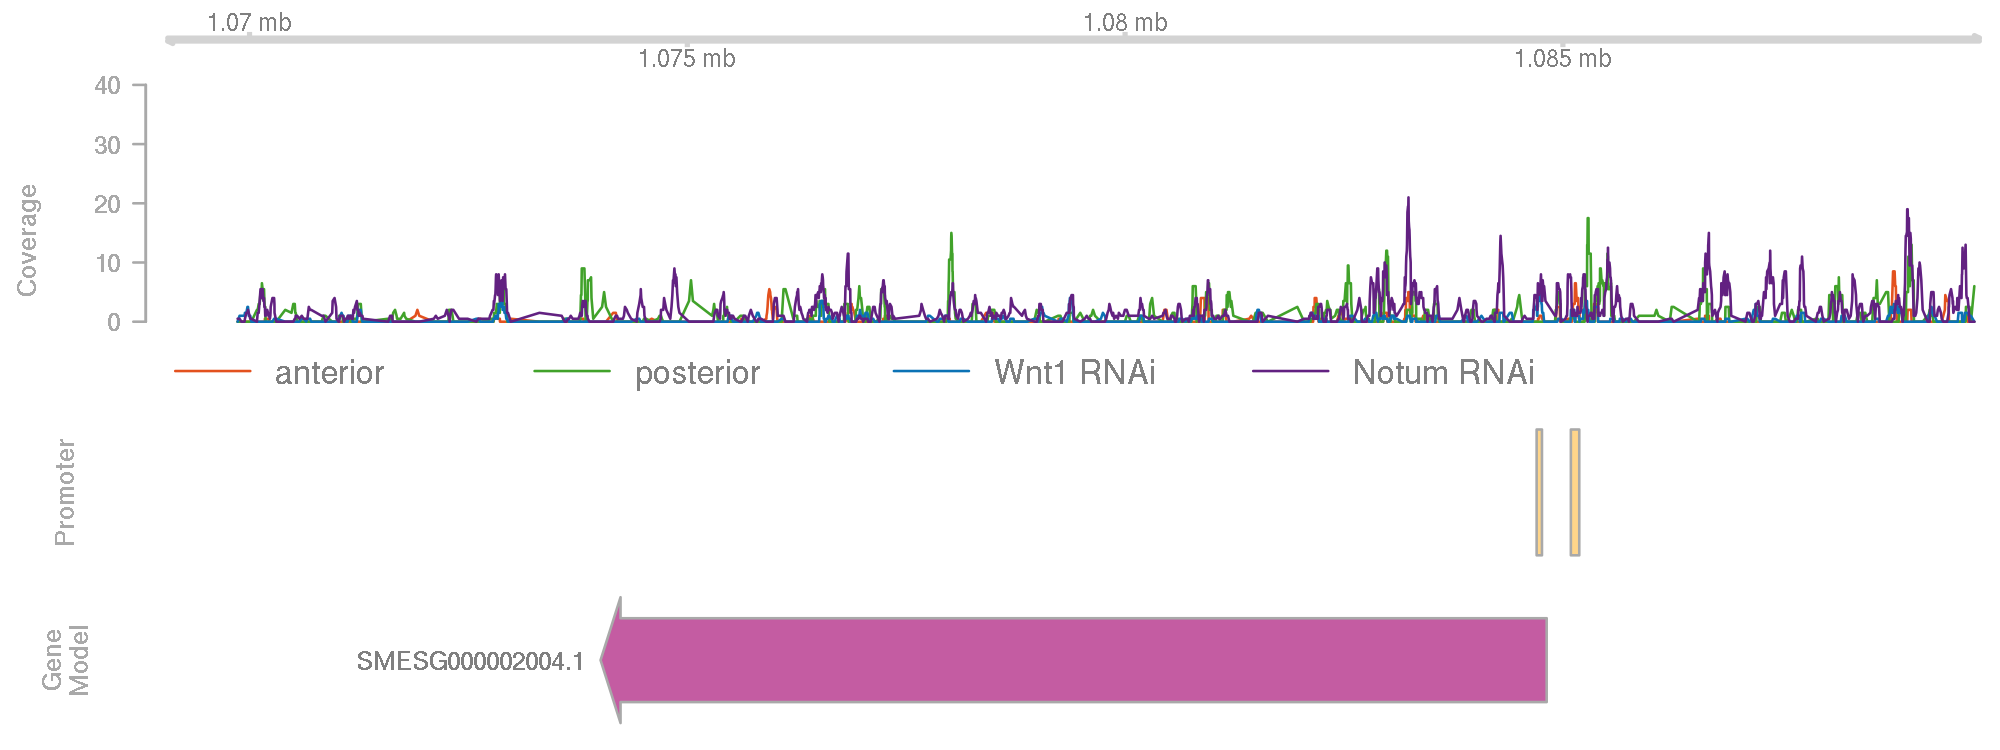 1.07 mb
1.08 mb
1.075 mb
1.085 mb
40
30
20
10
0
Coverage
anterior
posterior
Wnt1 RNAi
Notum RNAi
Promoter
Gene
Model
SMESG000002004.1